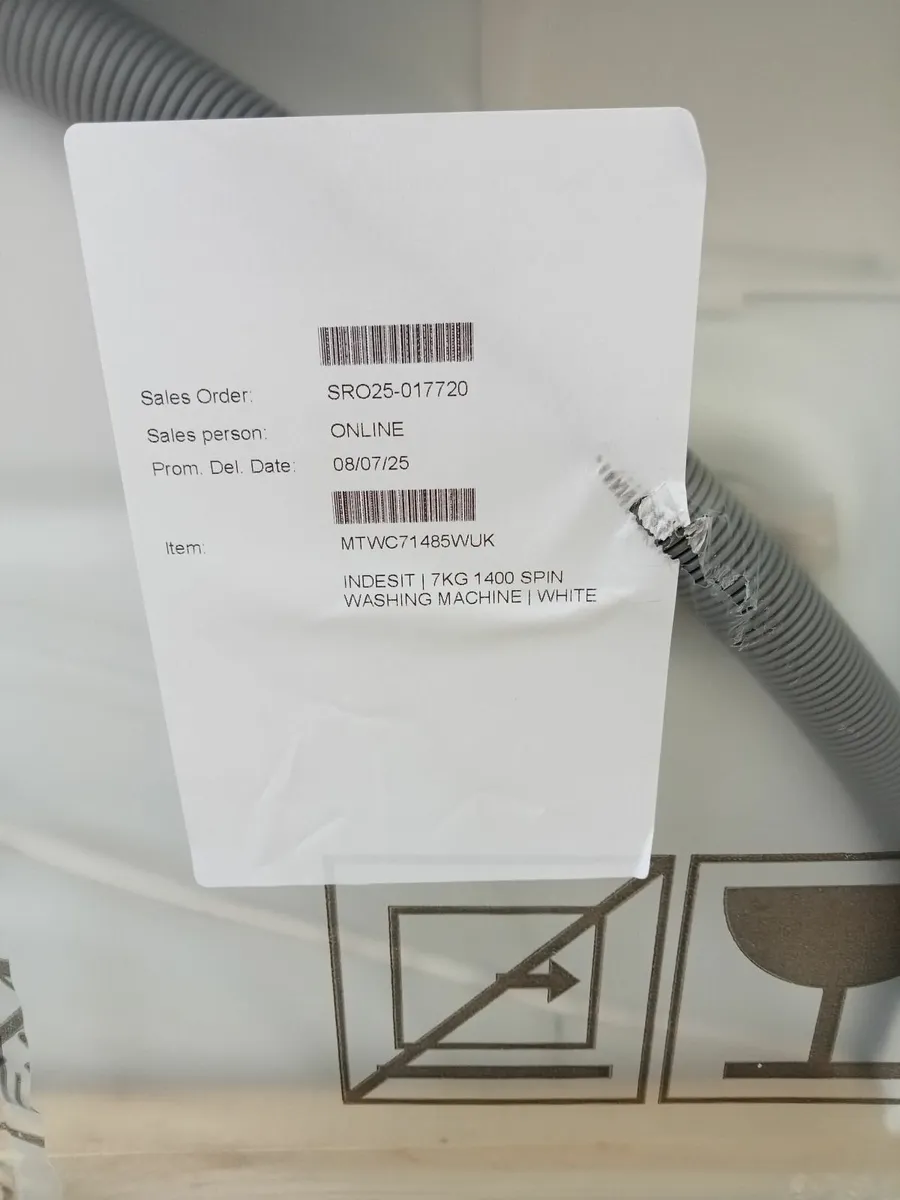 Sales Order: SRO25-017720
Sales person: ONLINE
Prom. Del. Date: 08/07/25
Item: MTWC71485WUK
INDESIT | 7KG 1400 SPIN
WASHING MACHINE | WHITE